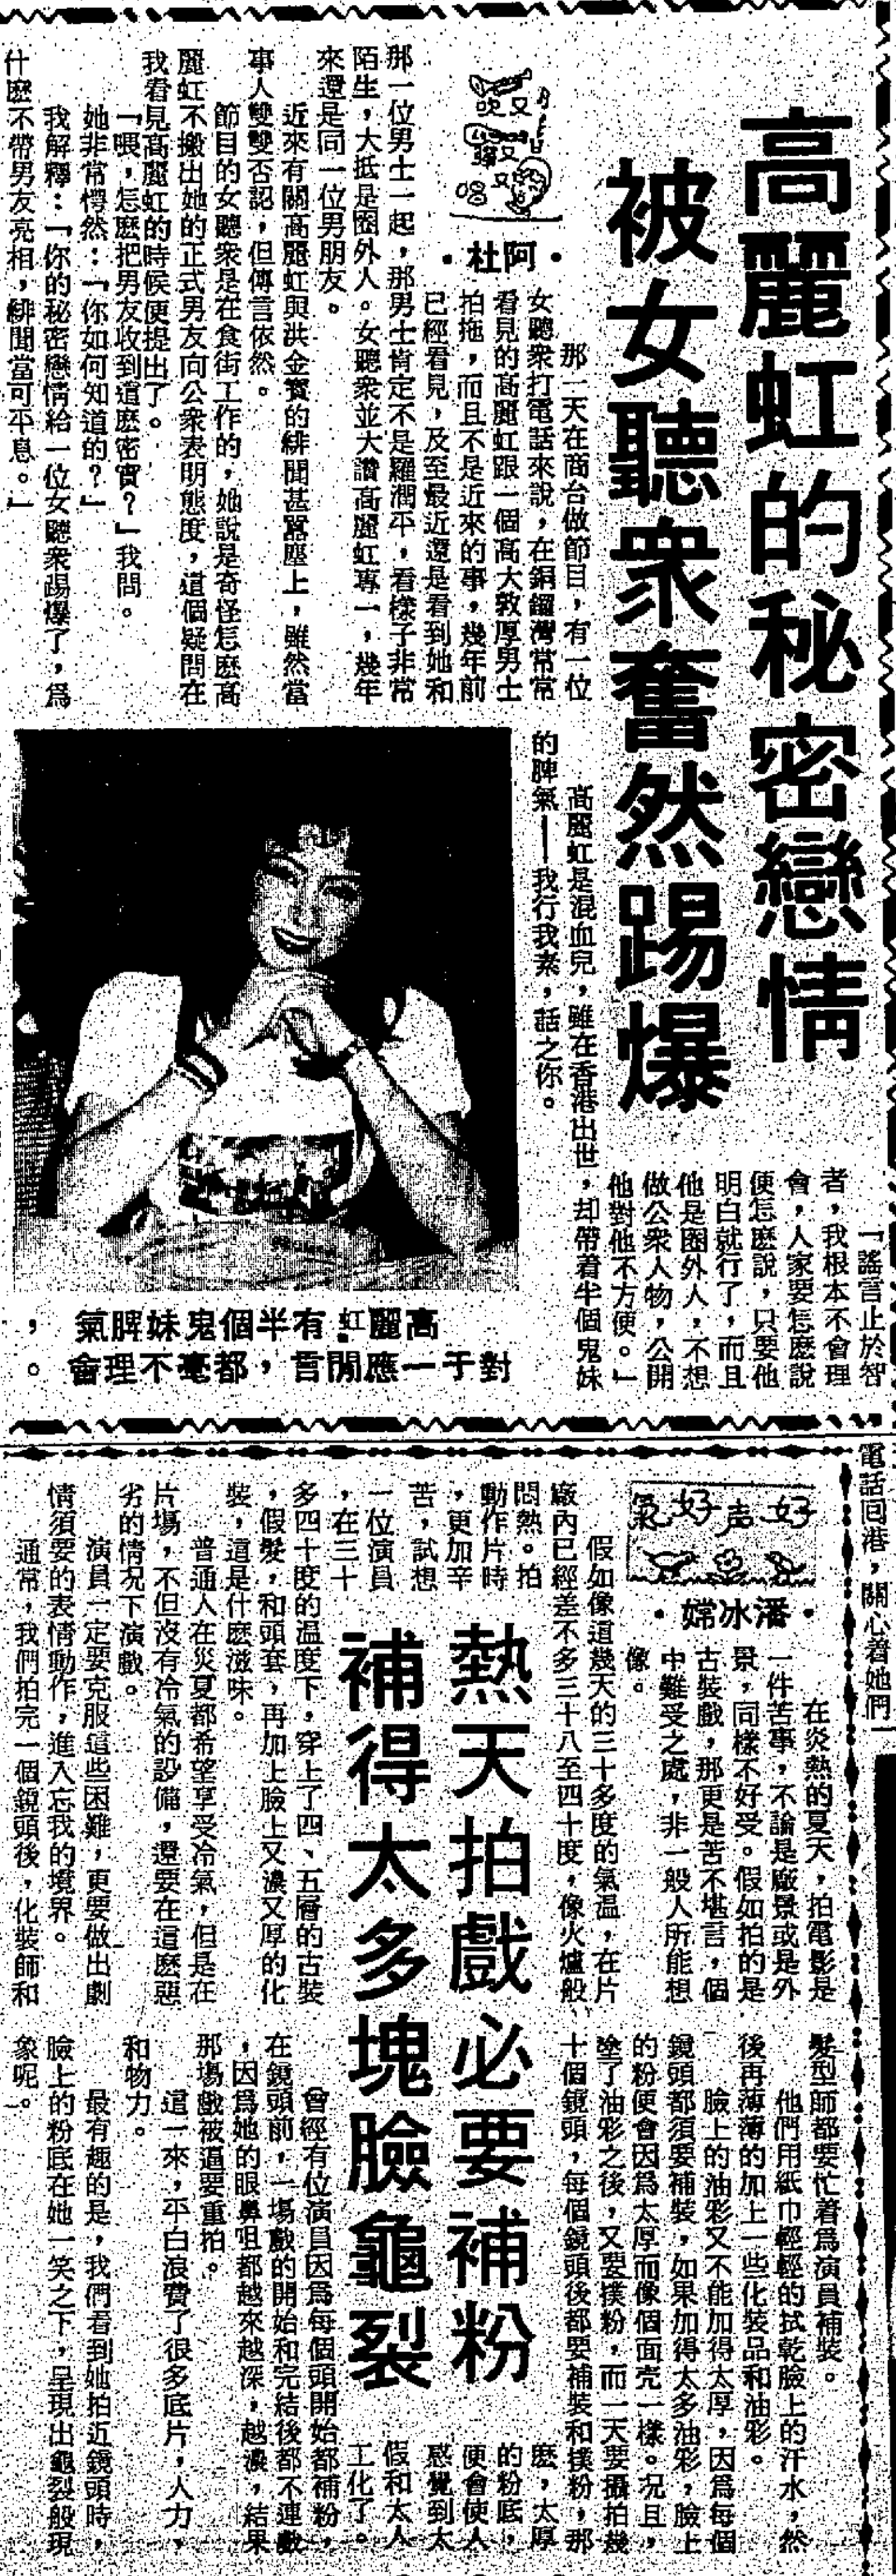 高麗虹的秘密戀情
被女聽衆奮然踢爆
·阿杜·
那一天在商台做節目，有一位
女聽衆打電話來說，在銅鑼灣常常
看見的高麗虹跟一個高大敦厚男士
拍拖，而且不是近來的事，幾年前
已經看見，及至最近還是看到她和
那一位男士一起，那男士肯定不是羅潤平，看樣子非常
陌生，大抵是圈外人。女聽衆並大讚高麗虹專一，幾年
來還是同一位男朋友。
近來有關高麗虹與洪金寶的緋聞甚囂塵上，雖然當
事人雙雙否認，但傳言依然。
節目的女聽衆是在食街工作的，她說是奇怪怎麽高
麗虹不搬出她的正式男友向公衆表明態度，這個疑問在
我看見高麗虹的時候便提出了。
「喂，怎麽把男友收到這麽密實？」我問。
她非常愕然：「你如何知道的？」
我解釋：「你的秘密戀情給一位女聽衆踢爆了，爲
什麽不帶男友亮相，緋聞當可平息。」
「謠言止於智
者，我根本不會理
會，人家要怎麽說
便怎麽說，只要他
明白就行了，而且
他是圈外人，不想
做公衆人物，公開
他對他不方便。」
高麗虹是混血兒，雖在香港出世，却帶着半個鬼妹
的脾氣——我行我素，話之你。
高麗虹有半個鬼妹脾氣，
對于一應閒言，都毫不理會。
電話回港，關心着她們一
好声好氣
·潘冰嫦·
熱天拍戲必要補粉
補得太多塊臉龜裂
在炎熱的夏天，拍電影是
一件苦事，不論是廠景或是外
景，同樣不好受。假如拍的是
古裝戲，那更是苦不堪言，個
中難受之處，非一般人所能想
像。
假如像這幾天的三十多度的氣溫，在片
廠內已經差不多三十八至四十度，像火爐般
悶熱。拍
動作片時
，更加辛
苦，試想
一位演員
，在三十
多四十度的溫度下，穿上了四、五層的古裝
，假髮，和頭套，再加上臉上又濃又厚的化
裝，這是什麽滋味。
普通人在災夏都希望享受冷氣，但是在
片場，不但沒有冷氣的設備，還要在這麽惡
劣的情況下演戲。
演員一定要克服這些困難，更要做出劇
情須要的表情動作，進入忘我的境界。
通常，我們拍完一個鏡頭後，化裝師和
髮型師都要忙着爲演員補裝。
他們用紙巾輕輕的拭乾臉上的汗水，然
後再薄薄的加上一些化裝品和油彩。
臉上的油彩又不能加得太厚，因爲每個
鏡頭都須要補裝，如果加得太多油彩，臉上
的粉便會因爲太厚而像個面壳一樣。況且，
塗了油彩之後，又要撲粉，而一天要攝拍幾
十個鏡頭，每個鏡頭後都要補裝和撲粉，那
麽，太厚
的粉底，
便會使人
感覺到太
假和太人
工化了。
曾經有位演員因爲每個頭開始都補粉，
在鏡頭前，一場戲的開始和完結後都不連戲
，因爲她的眼鼻咀都越來越深，越濃，結果
那場戲被逼要重拍。
這一來，平白浪費了很多底片，人力，
和物力。
最有趣的是，我們看到她拍近鏡頭時，
臉上的粉底在她一笑之下，呈現出龜裂般現
象呢。